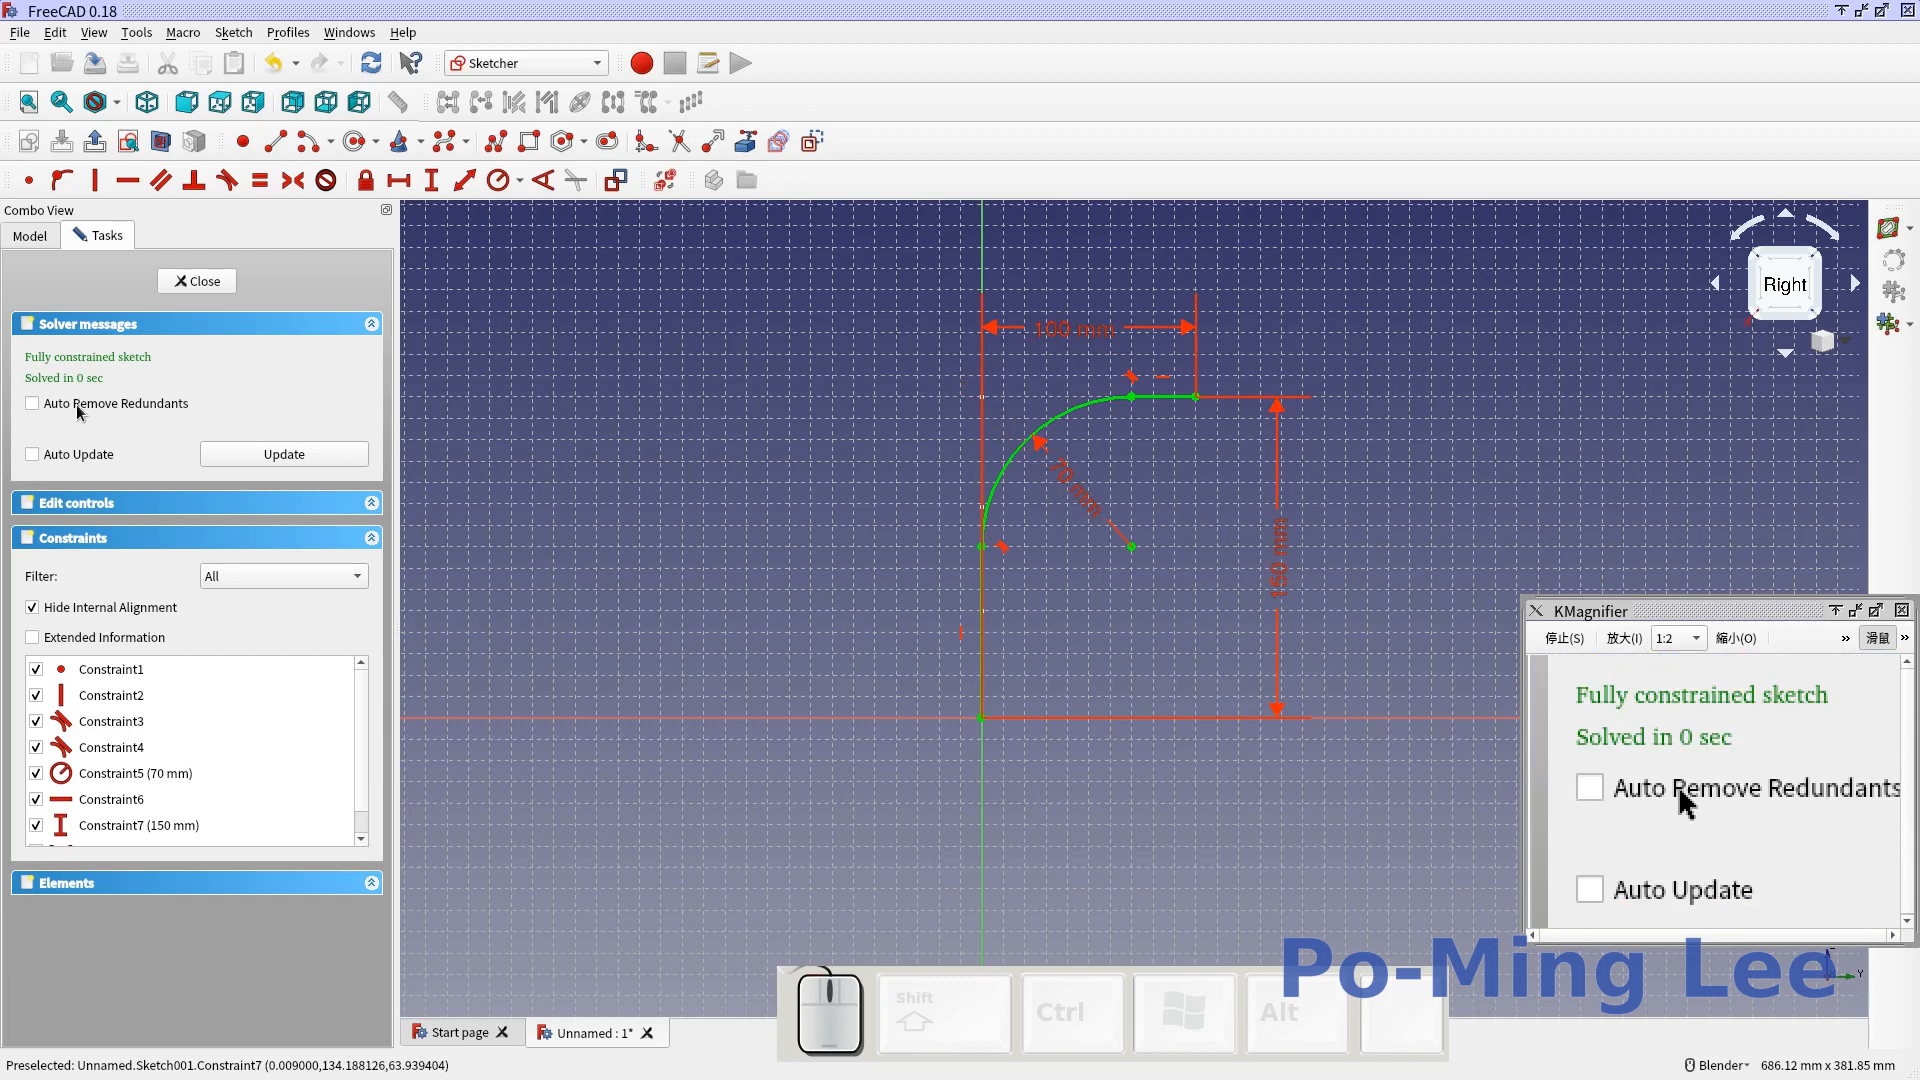 FreeCAD 0.18
File Edit View Tools Macro Sketch Profiles Windows Help
Sketcher
Combo View
Model Tasks
Close
Solver messages
Fully constrained sketch
Solved in 0 sec
Auto Remove Redundants
Auto Update Update
Edit controls
Constraints
Filter: All
Hide Internal Alignment
Extended Information
Constraint1
Constraint2
Constraint3
Constraint4
Constraint5 (70 mm)
Constraint6
Constraint7 (150 mm)
Elements
100 mm
70 mm
150 mm
Right
KMagnifier
停止(S) 放大(I) 1:2 縮小(O) » 滑鼠 »
Fully constrained sketch
Solved in 0 sec
Auto Remove Redundants
Auto Update
Po-Ming Lee
Y
Shift Ctrl Alt
Start page Unnamed : 1*
Preselected: Unnamed.Sketch001.Constraint7 (0.009000,134.188126,63.939404)
Blender 686.12 mm x 381.85 mm